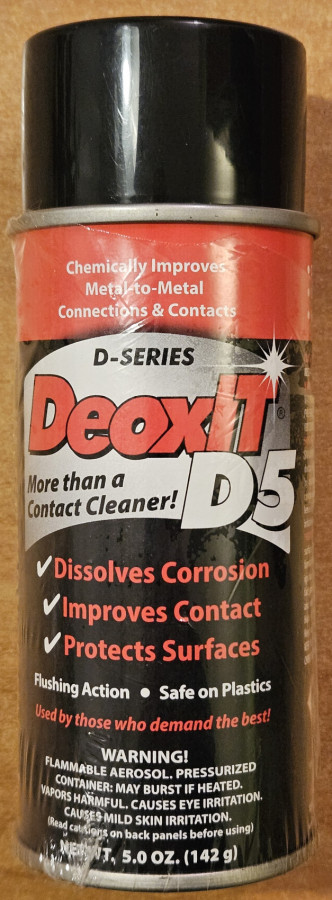 Chemically Improves
Metal-to-Metal
Connections & Contacts
D-SERIES
DeoxIT®
D5
More than a
Contact Cleaner!
✓Dissolves Corrosion
✓Improves Contact
✓Protects Surfaces
Flushing Action • Safe on Plastics
Used by those who demand the best!
WARNING!
FLAMMABLE AEROSOL. PRESSURIZED
CONTAINER: MAY BURST IF HEATED.
VAPORS HARMFUL. CAUSES EYE IRRITATION.
CAUSES MILD SKIN IRRITATION.
(Read cautions on back panels before using)
NET WT. 5.0 OZ. (142 g)